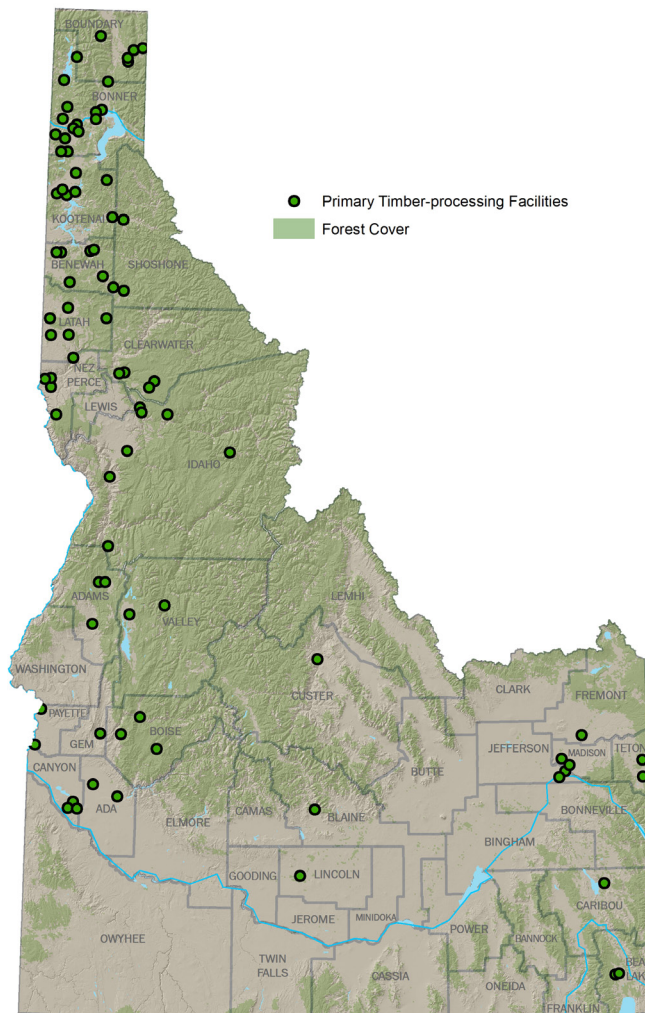 BOUNDARY
BONNER
Primary Timber-processing Facilities
Forest Cover
KOOTENAI
BENEWAH
SHOSHONE
LATAH
CLEARWATER
NEZ
PERCE
LEWIS
IDAHO
LEMHI
ADAMS
VALLEY
WASHINGTON
CUSTER
CLARK
FREMONT
PAYETTE
BOISE
GEM
JEFFERSON
MADISON
TETON
CANYON
BUTTE
ADA
BONNEVILLE
ELMORE
CAMAS
BLAINE
BINGHAM
GOODING
LINCOLN
CARIBOU
JEROME
MINIDOKA
POWER
OWYHEE
BANNOCK
TWIN
FALLS
CASSIA
ONEIDA
BEA
LAK
FRANKLIN